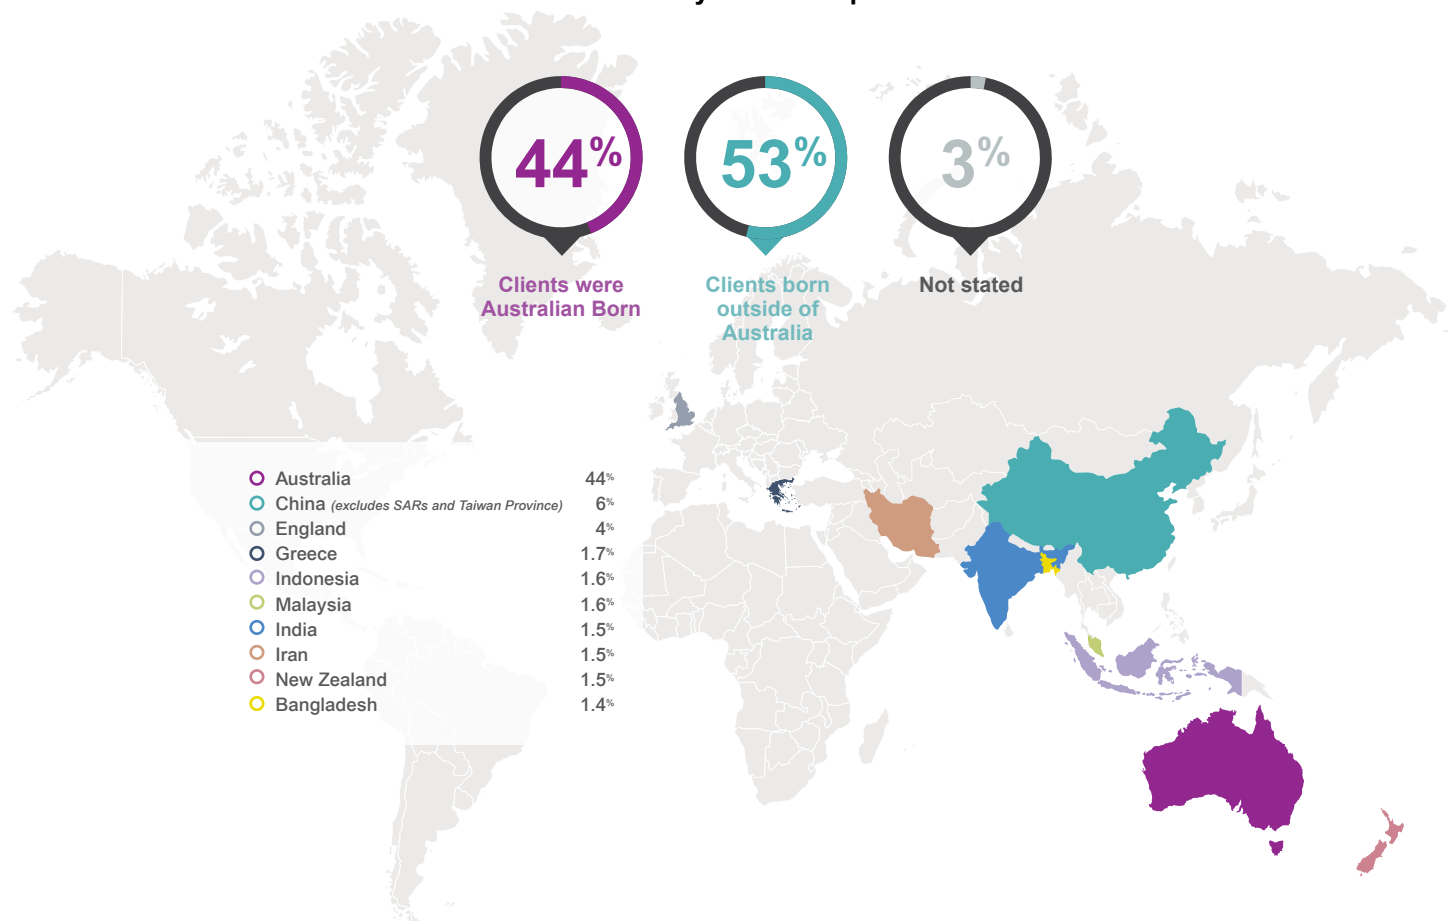 44%
Clients were
Australian Born
53%
Clients born
outside of
Australia
3%
Not stated
Australia 44%
China (excludes SARs and Taiwan Province) 6%
England 4%
Greece 1.7%
Indonesia 1.6%
Malaysia 1.6%
India 1.5%
Iran 1.5%
New Zealand 1.5%
Bangladesh 1.4%